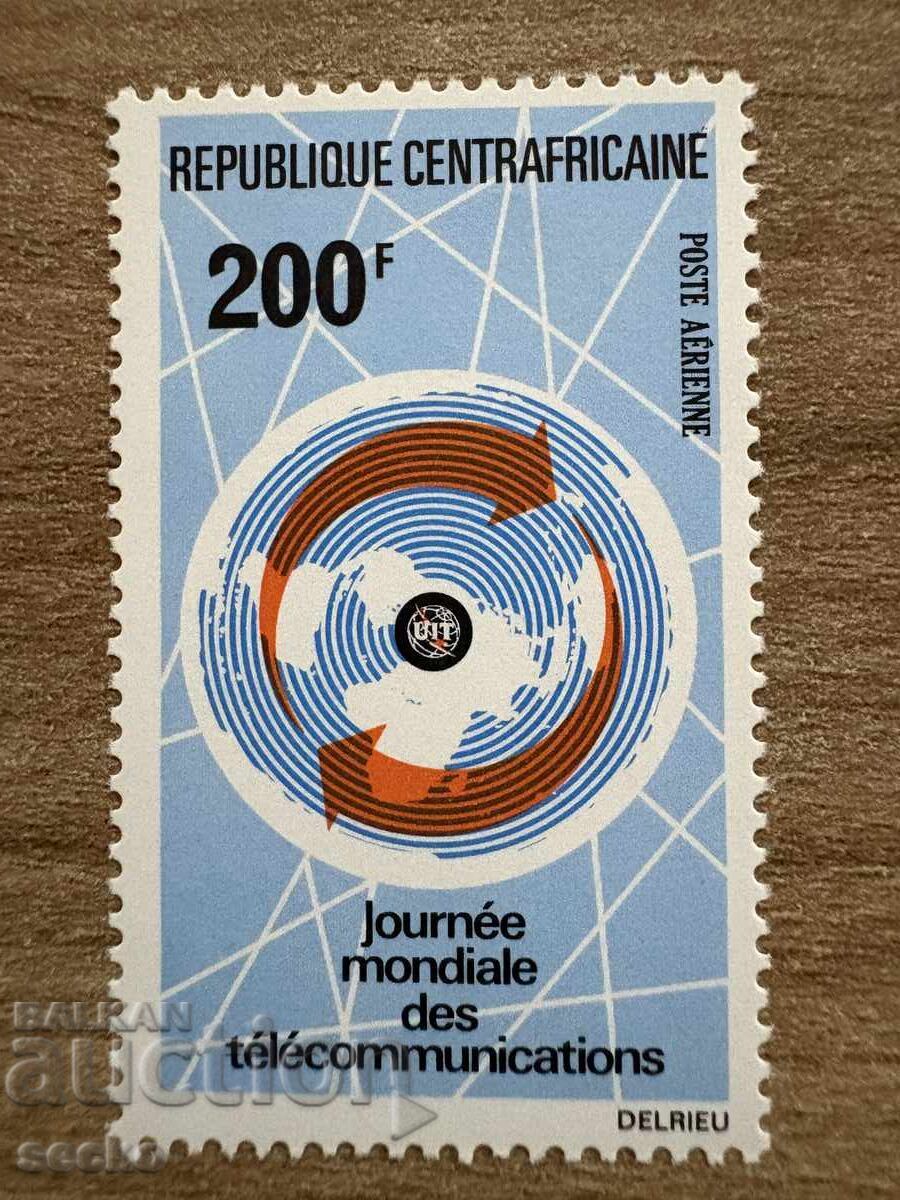 REPUBLIQUE CENTRAFRICAINE
200F
POSTE AÉRIENNE
UIT
Journée
mondiale
des
télécommunications
DELRIEU
BALKAN
auction
secko